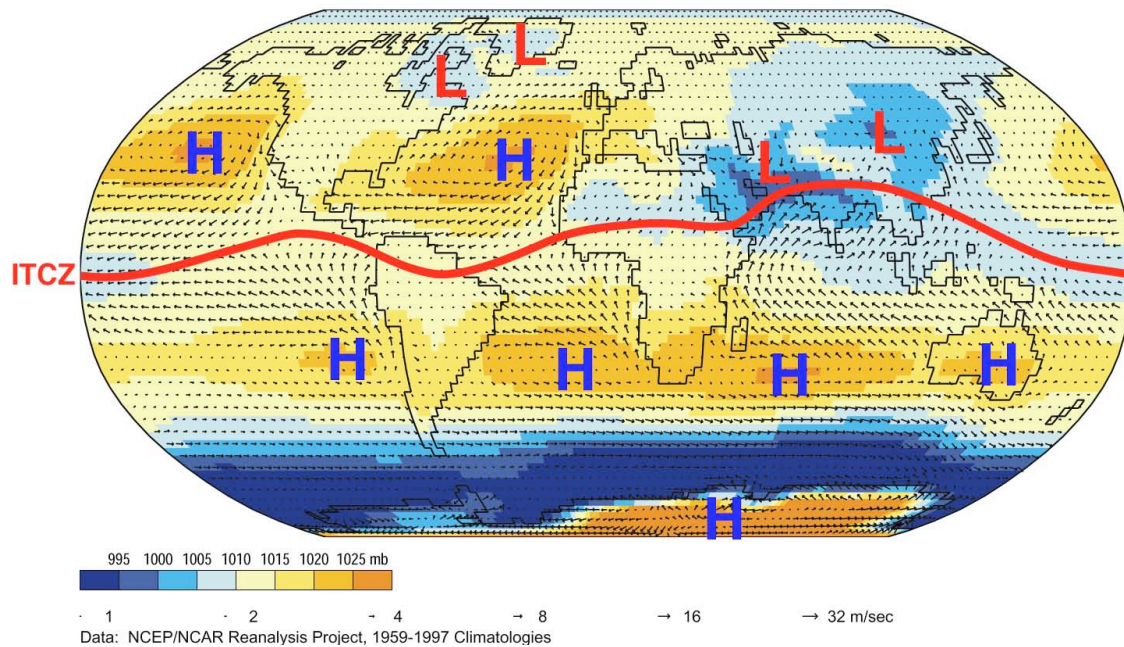 L
L
H
H
L
L
ITCZ
H
H
H
H
H
995 1000 1005 1010 1015 1020 1025 mb
1 2 4 8 16 32 m/sec
Data: NCEP/NCAR Reanalysis Project, 1959-1997 Climatologies